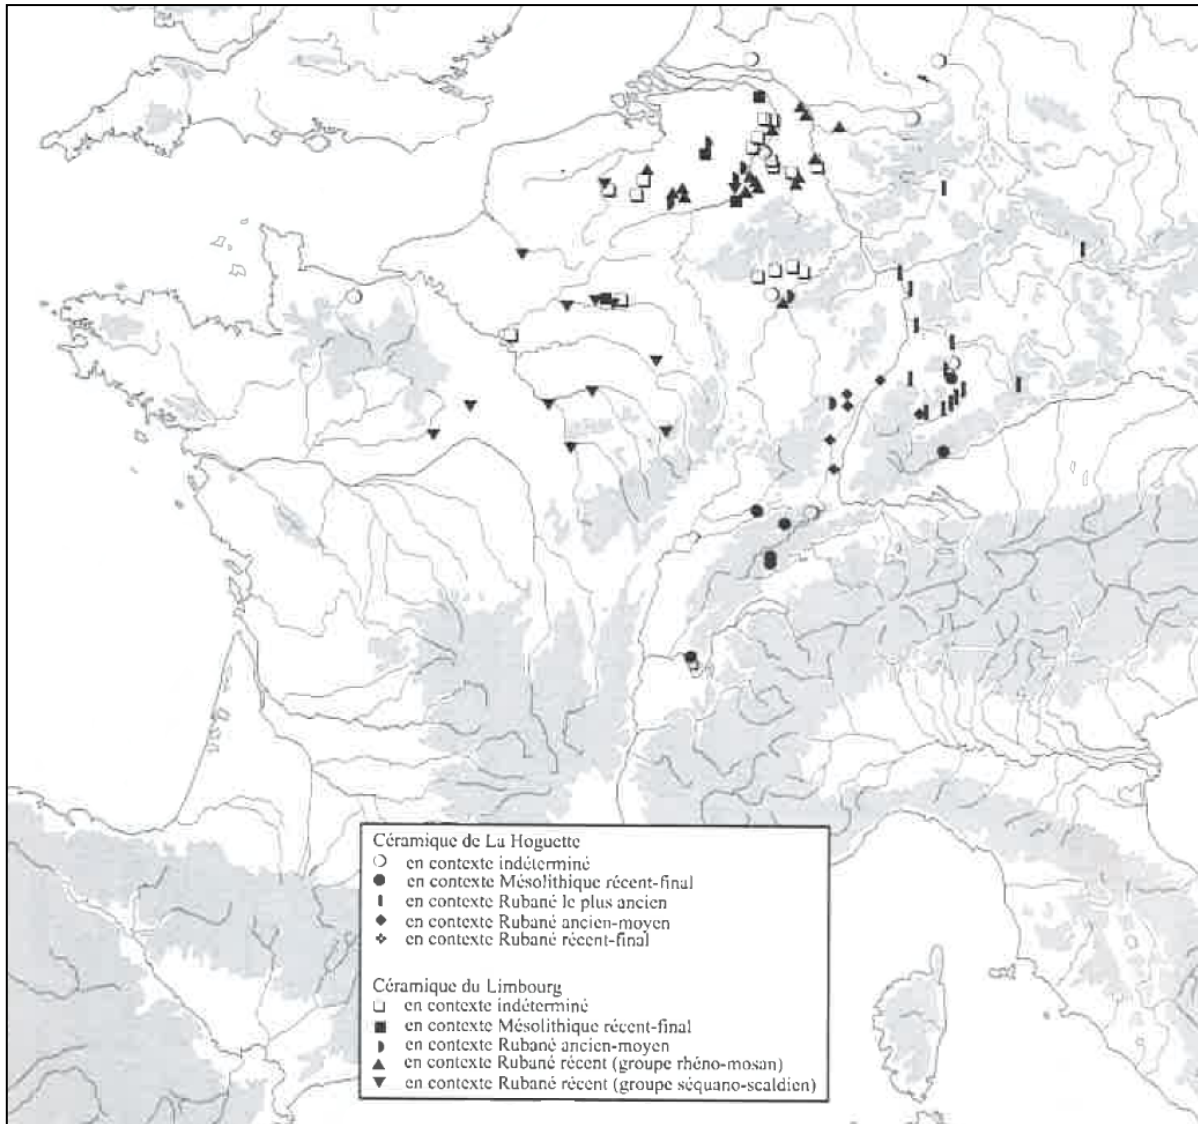 Céramique de La Hoguette
en contexte indéterminé
en contexte Mésolithique récent-final
en contexte Rubané le plus ancien
en contexte Rubané ancien-moyen
en contexte Rubané récent-final
Céramique du Limbourg
en contexte indéterminé
en contexte Mésolithique récent-final
en contexte Rubané ancien-moyen
en contexte Rubané récent (groupe rhéno-mosan)
en contexte Rubané récent (groupe séquano-scaldien)